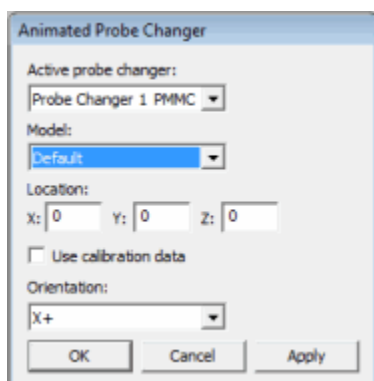 Animated Probe Changer
Active probe changer:
Probe Changer 1 PMMC
Model:
Default
Location:
X: 0 Y: 0 Z: 0
Use calibration data
Orientation:
X+
OK Cancel Apply